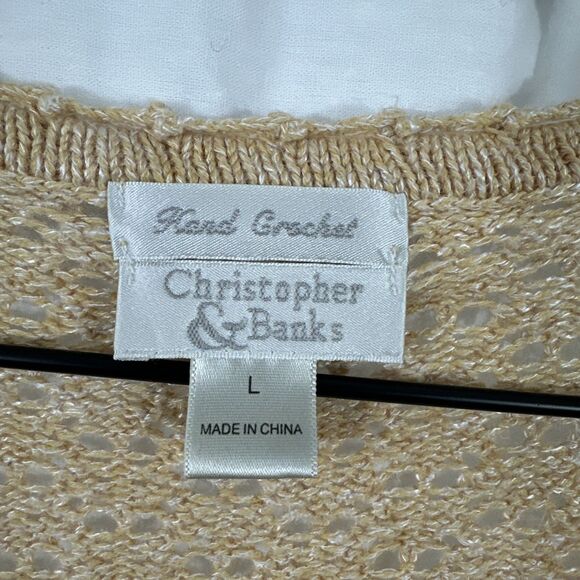 Hand Crochet
Christopher
& Banks
L
MADE IN CHINA